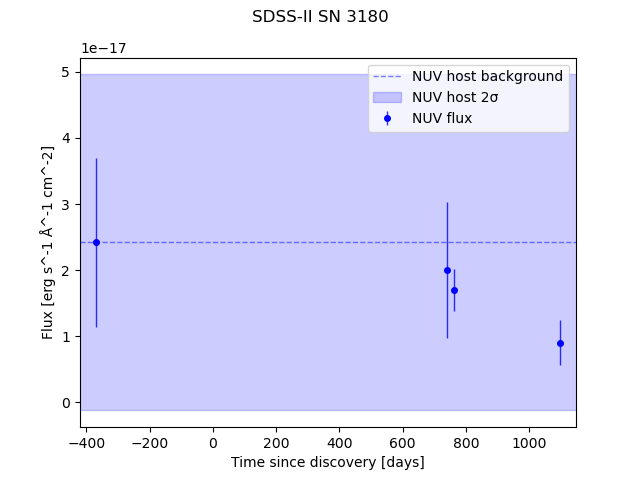 SDSS-II SN 3180
1e−17
NUV host background
NUV host 2σ
NUV flux
5
4
3
2
1
0
Flux [erg s^-1 Å^-1 cm^-2]
−400 −200 0 200 400 600 800 1000
Time since discovery [days]